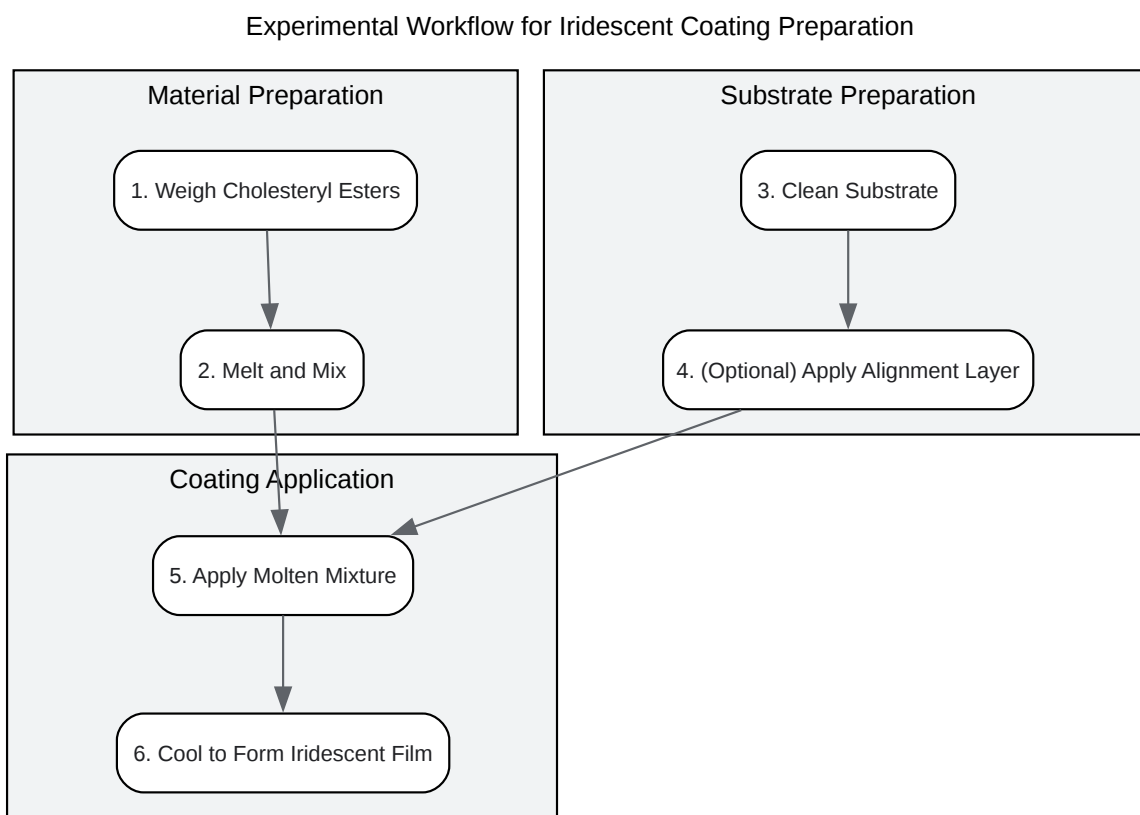 Experimental Workflow for Iridescent Coating Preparation
Material Preparation
1. Weigh Cholesteryl Esters
2. Melt and Mix
Substrate Preparation
3. Clean Substrate
4. (Optional) Apply Alignment Layer
Coating Application
5. Apply Molten Mixture
6. Cool to Form Iridescent Film